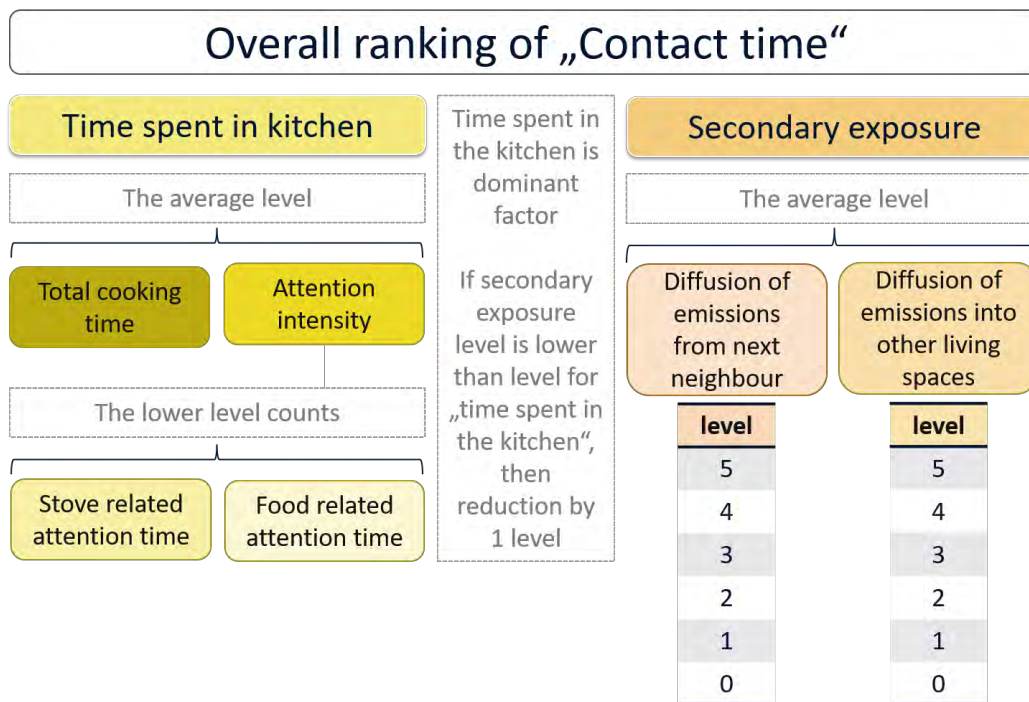 Overall ranking of „Contact time“
Time spent in kitchen
The average level
Total cooking
time
Attention
intensity
The lower level counts
Stove related
attention time
Food related
attention time
Time spent in
the kitchen is
dominant
factor
If secondary
exposure
level is lower
than level for
„time spent in
the kitchen“,
then
reduction by
1 level
Secondary exposure
The average level
Diffusion of
emissions
from next
neighbour
Diffusion of
emissions into
other living
spaces
level
5
4
3
2
1
0
level
5
4
3
2
1
0